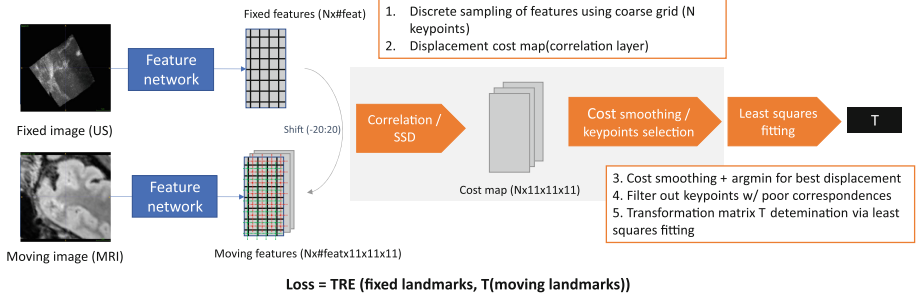 Fixed features (Nx#feat)
1. Discrete sampling of features using coarse grid (N
keypoints)
2. Displacement cost map(correlation layer)
Feature
network
Fixed image (US)
Shift (-20:20)
Correlation /
SSD
Cost smoothing /
keypoints selection
Least squares
fitting
T
Cost map (Nx11x11x11)
Feature
network
3. Cost smoothing + argmin for best displacement
4. Filter out keypoints w/ poor correspondences
5. Transformation matrix T detemination via least
squares fitting
Moving image (MRI)
Moving features (Nx#featx11x11x11)
Loss = TRE (fixed landmarks, T(moving landmarks))